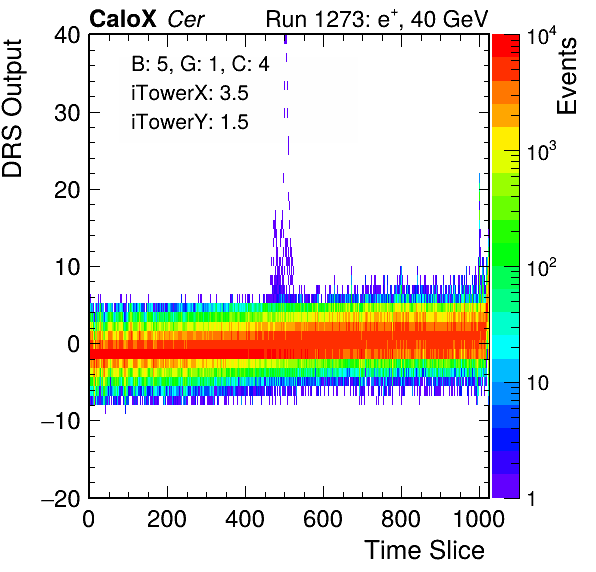 CaloX Cer Run 1273: e⁺, 40 GeV
B: 5, G: 1, C: 4
iTowerX: 3.5
iTowerY: 1.5
DRS Output
40
30
20
10
0
−10
−20
0 200 400 600 800 1000
Time Slice
Events
10⁴
10³
10²
10
1